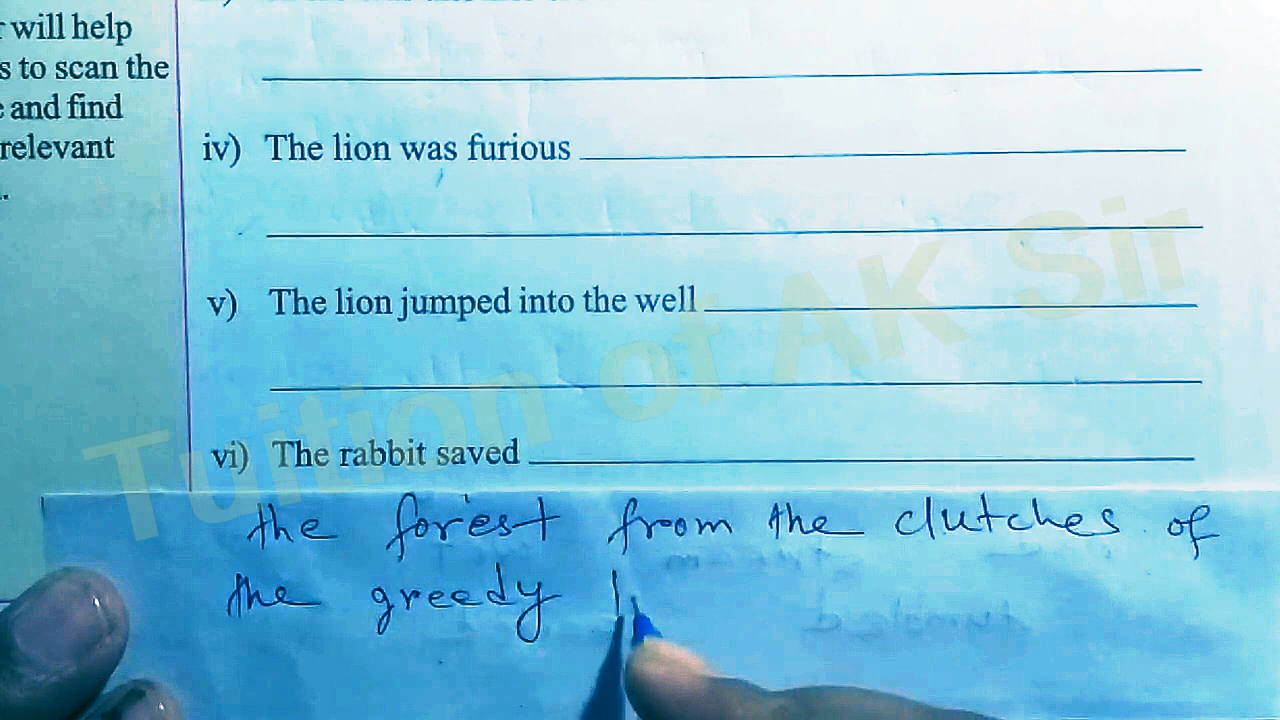 will help
s to scan the
and find
relevant
iv) The lion was furious
v) The lion jumped into the well
vi) The rabbit saved
the forest from the clutches of
the greedy l
Tuition of AK Sir